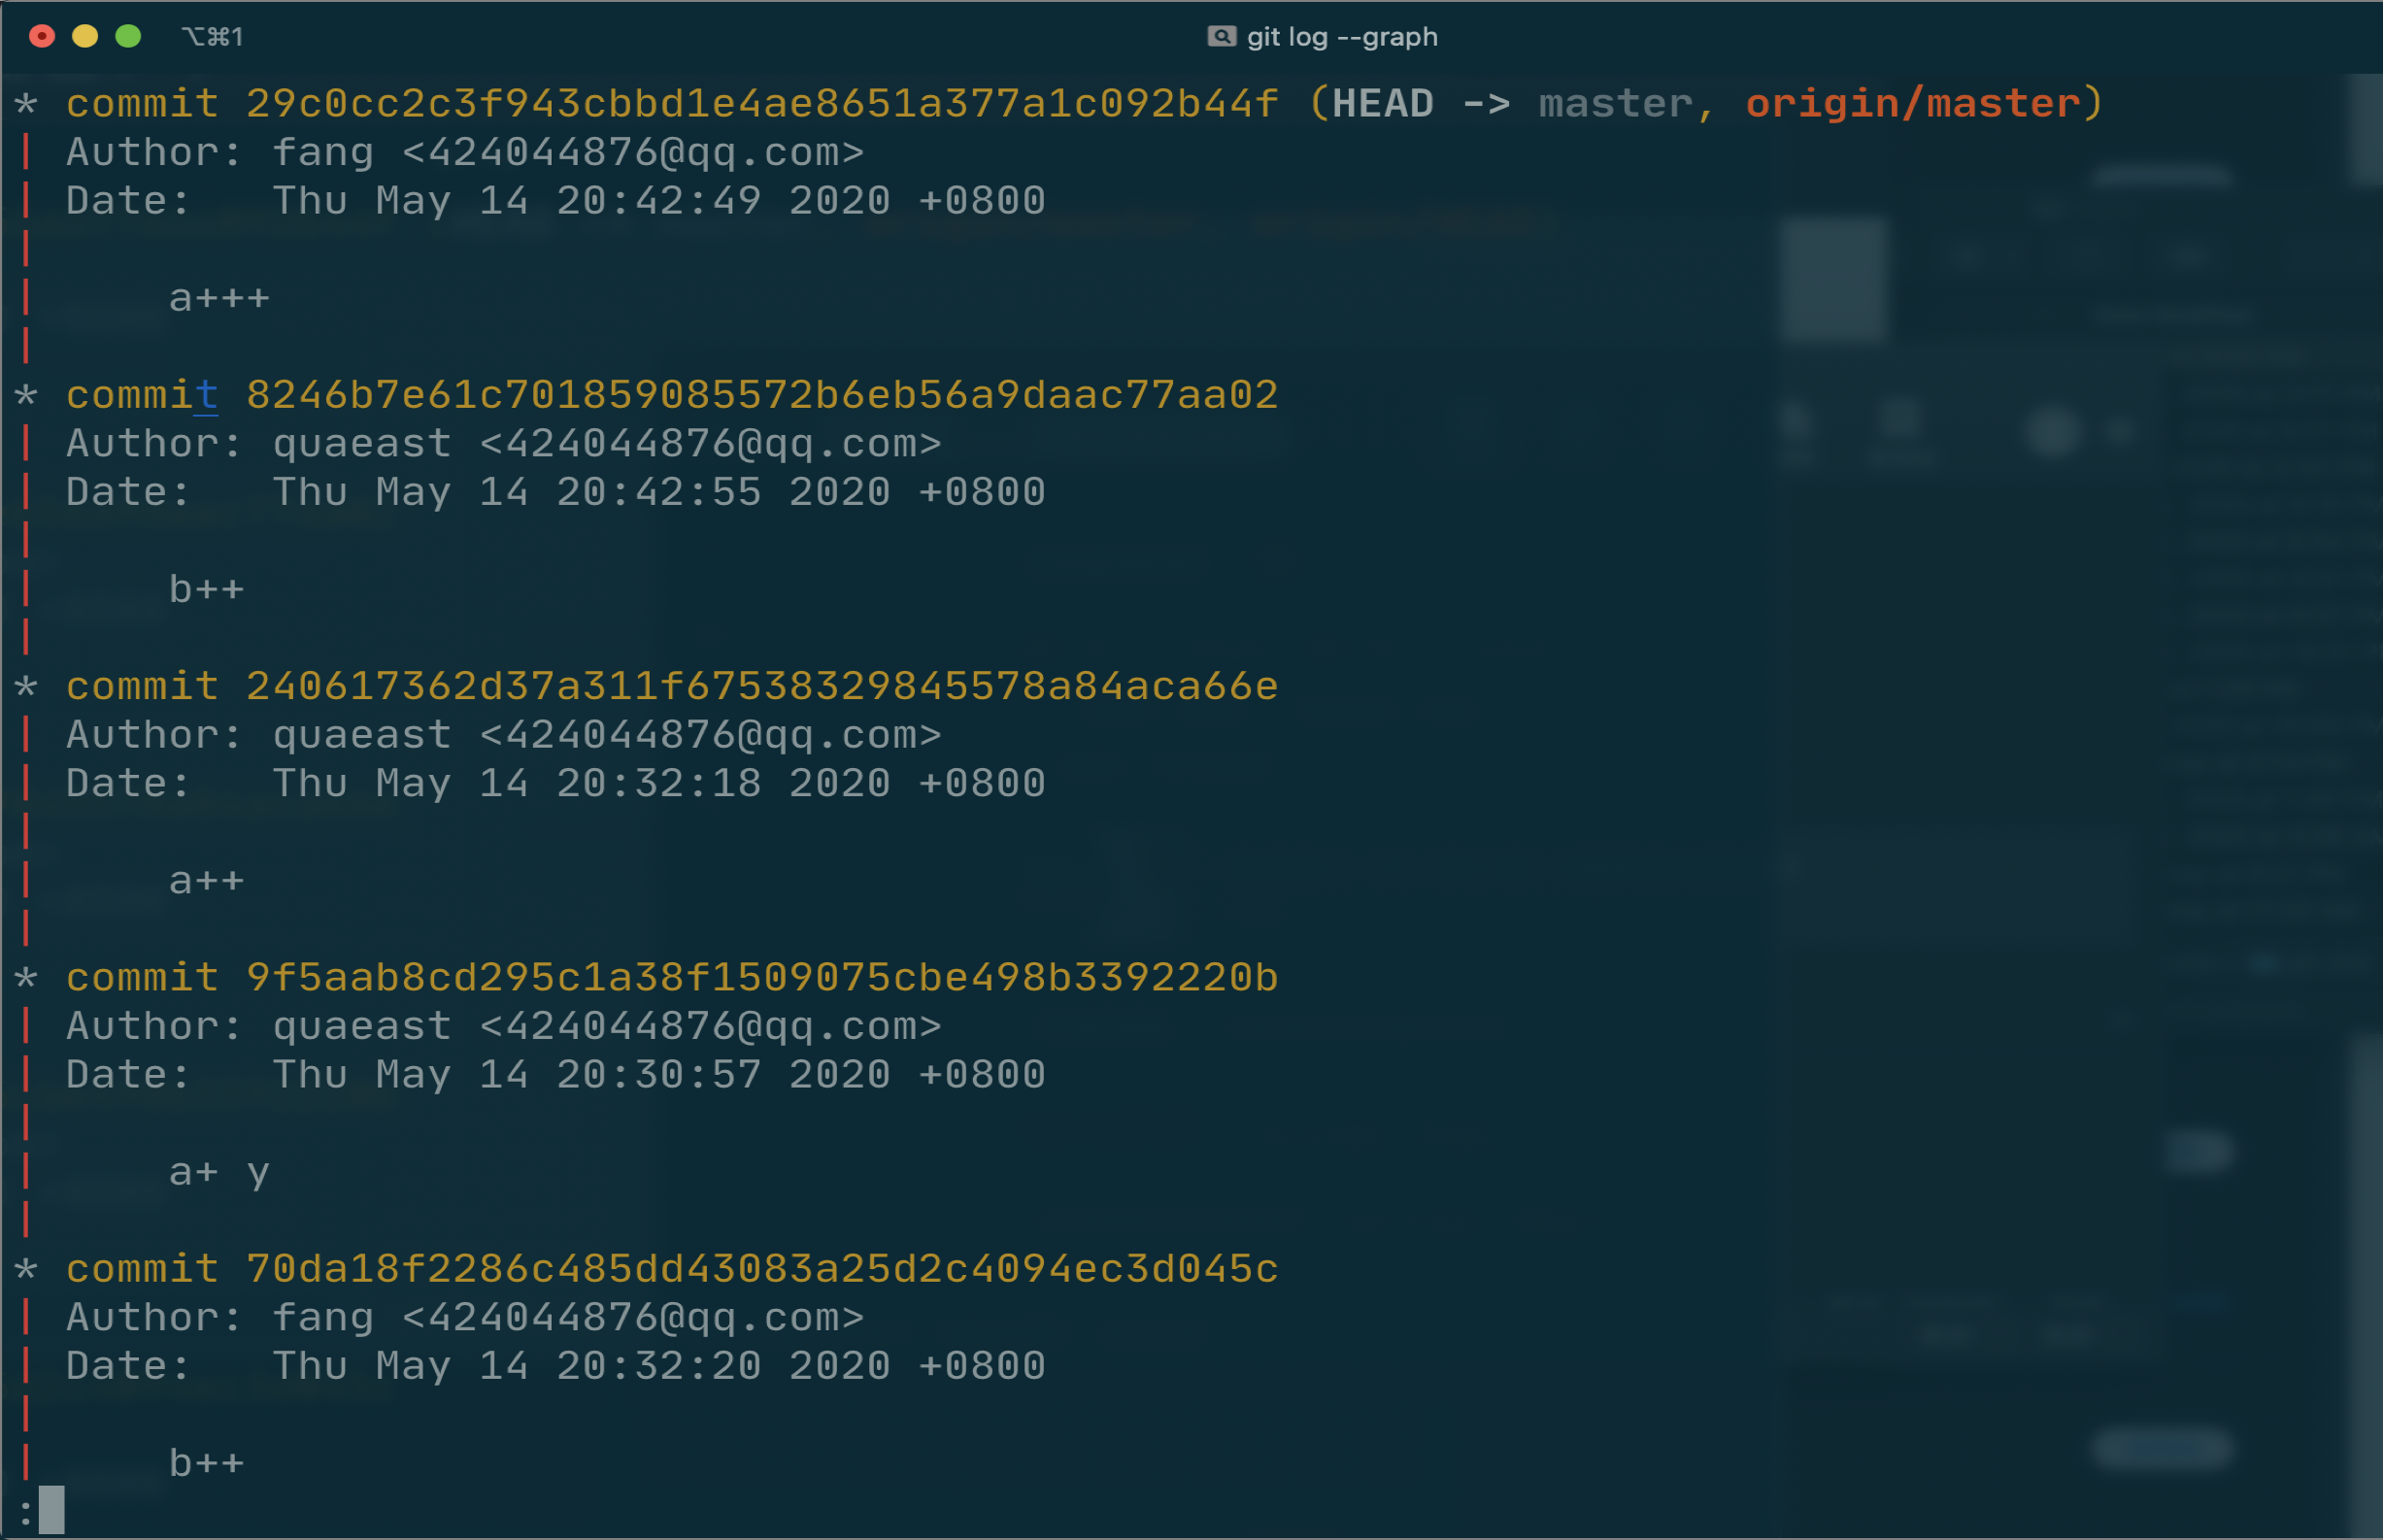 ⌥⌘1 git log --graph
* commit 29c0cc2c3f943cbbd1e4ae8651a377a1c092b44f (HEAD -> master, origin/master)
| Author: fang <424044876@qq.com>
| Date:   Thu May 14 20:42:49 2020 +0800
|
|     a+++
|
* commit 8246b7e61c701859085572b6eb56a9daac77aa02
| Author: quaeast <424044876@qq.com>
| Date:   Thu May 14 20:42:55 2020 +0800
|
|     b++
|
* commit 240617362d37a311f67538329845578a84aca66e
| Author: quaeast <424044876@qq.com>
| Date:   Thu May 14 20:32:18 2020 +0800
|
|     a++
|
* commit 9f5aab8cd295c1a38f1509075cbe498b3392220b
| Author: quaeast <424044876@qq.com>
| Date:   Thu May 14 20:30:57 2020 +0800
|
|     a+ y
|
* commit 70da18f2286c485dd43083a25d2c4094ec3d045c
| Author: fang <424044876@qq.com>
| Date:   Thu May 14 20:32:20 2020 +0800
|
|     b++
: